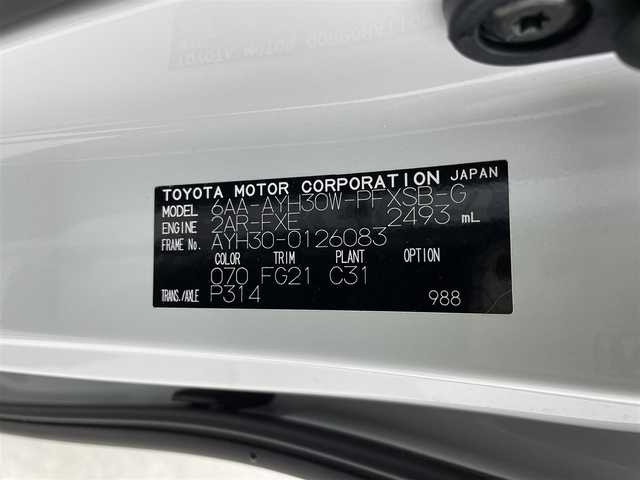 TOYOTA MOTOR CORPORATION JAPAN
MODEL 6AA-AYH30W-PFXSB-G
ENGINE 2AR-FXE 2493 mL
FRAME No. AYH30-0126083
COLOR TRIM PLANT OPTION
070 FG21 C31
TRANS./AXLE P314 988